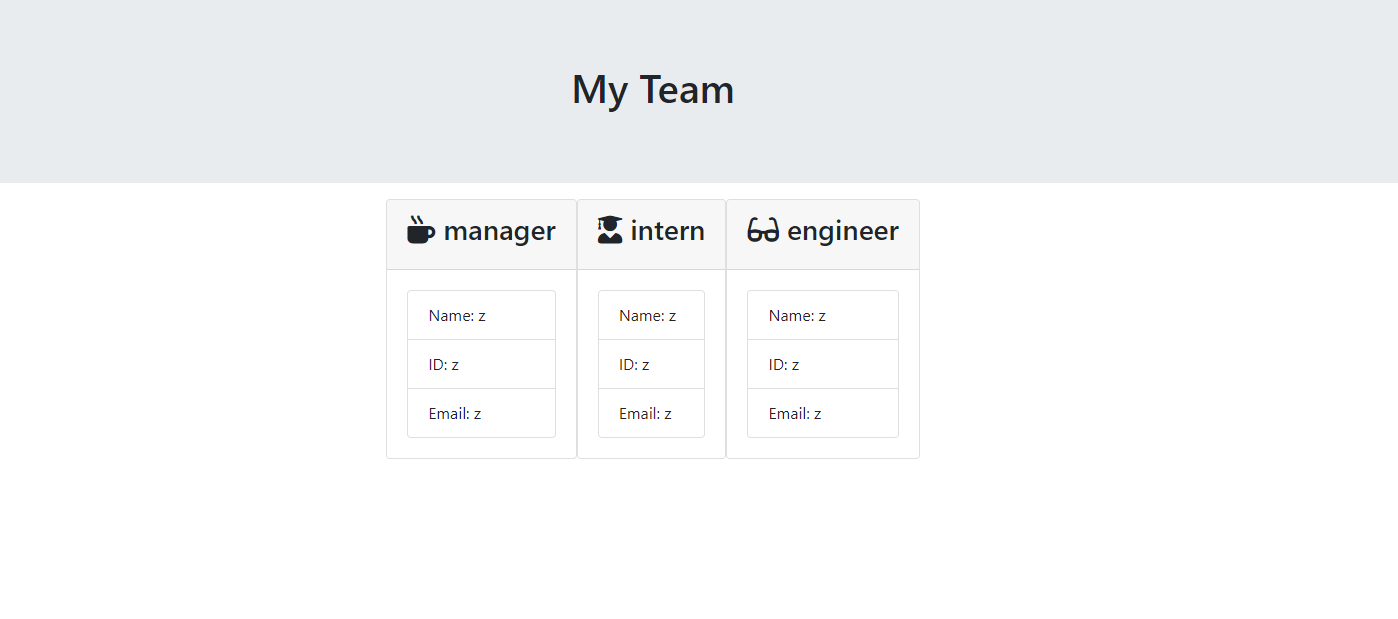 My Team
manager
intern
engineer
Name: z
ID: z
Email: z
Name: z
ID: z
Email: z
Name: z
ID: z
Email: z